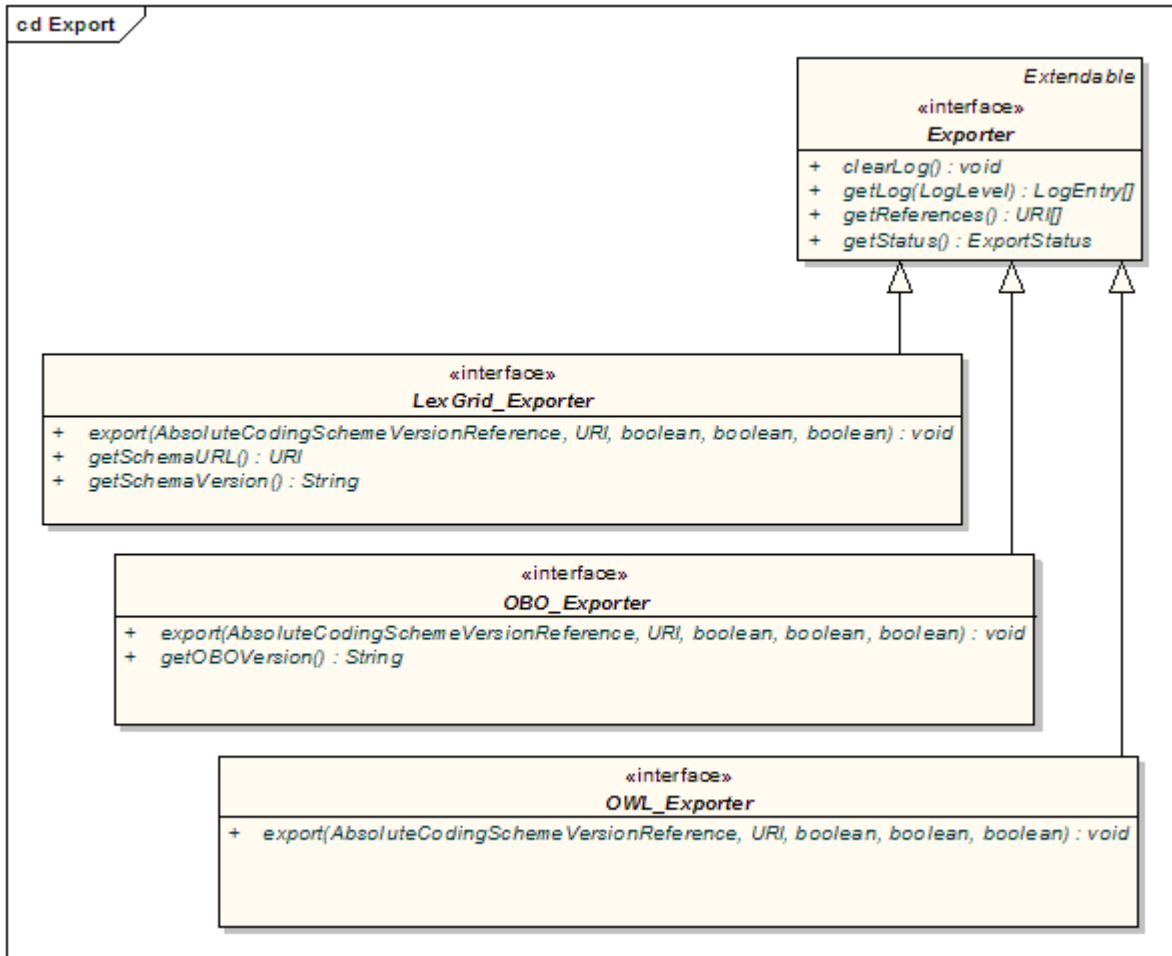 cd Export
Extendable
«interface»
Exporter
+ clearLog() : void
+ getLog(LogLevel) : LogEntry[]
+ getReferences() : URI[]
+ getStatus() : ExportStatus
«interface»
LexGrid_Exporter
+ export(AbsoluteCodingSchemeVersionReference, URI, boolean, boolean, boolean) : void
+ getSchemaURL() : URI
+ getSchemaVersion() : String
«interface»
OBO_Exporter
+ export(AbsoluteCodingSchemeVersionReference, URI, boolean, boolean, boolean) : void
+ getOBOVersion() : String
«interface»
OWL_Exporter
+ export(AbsoluteCodingSchemeVersionReference, URI, boolean, boolean, boolean) : void